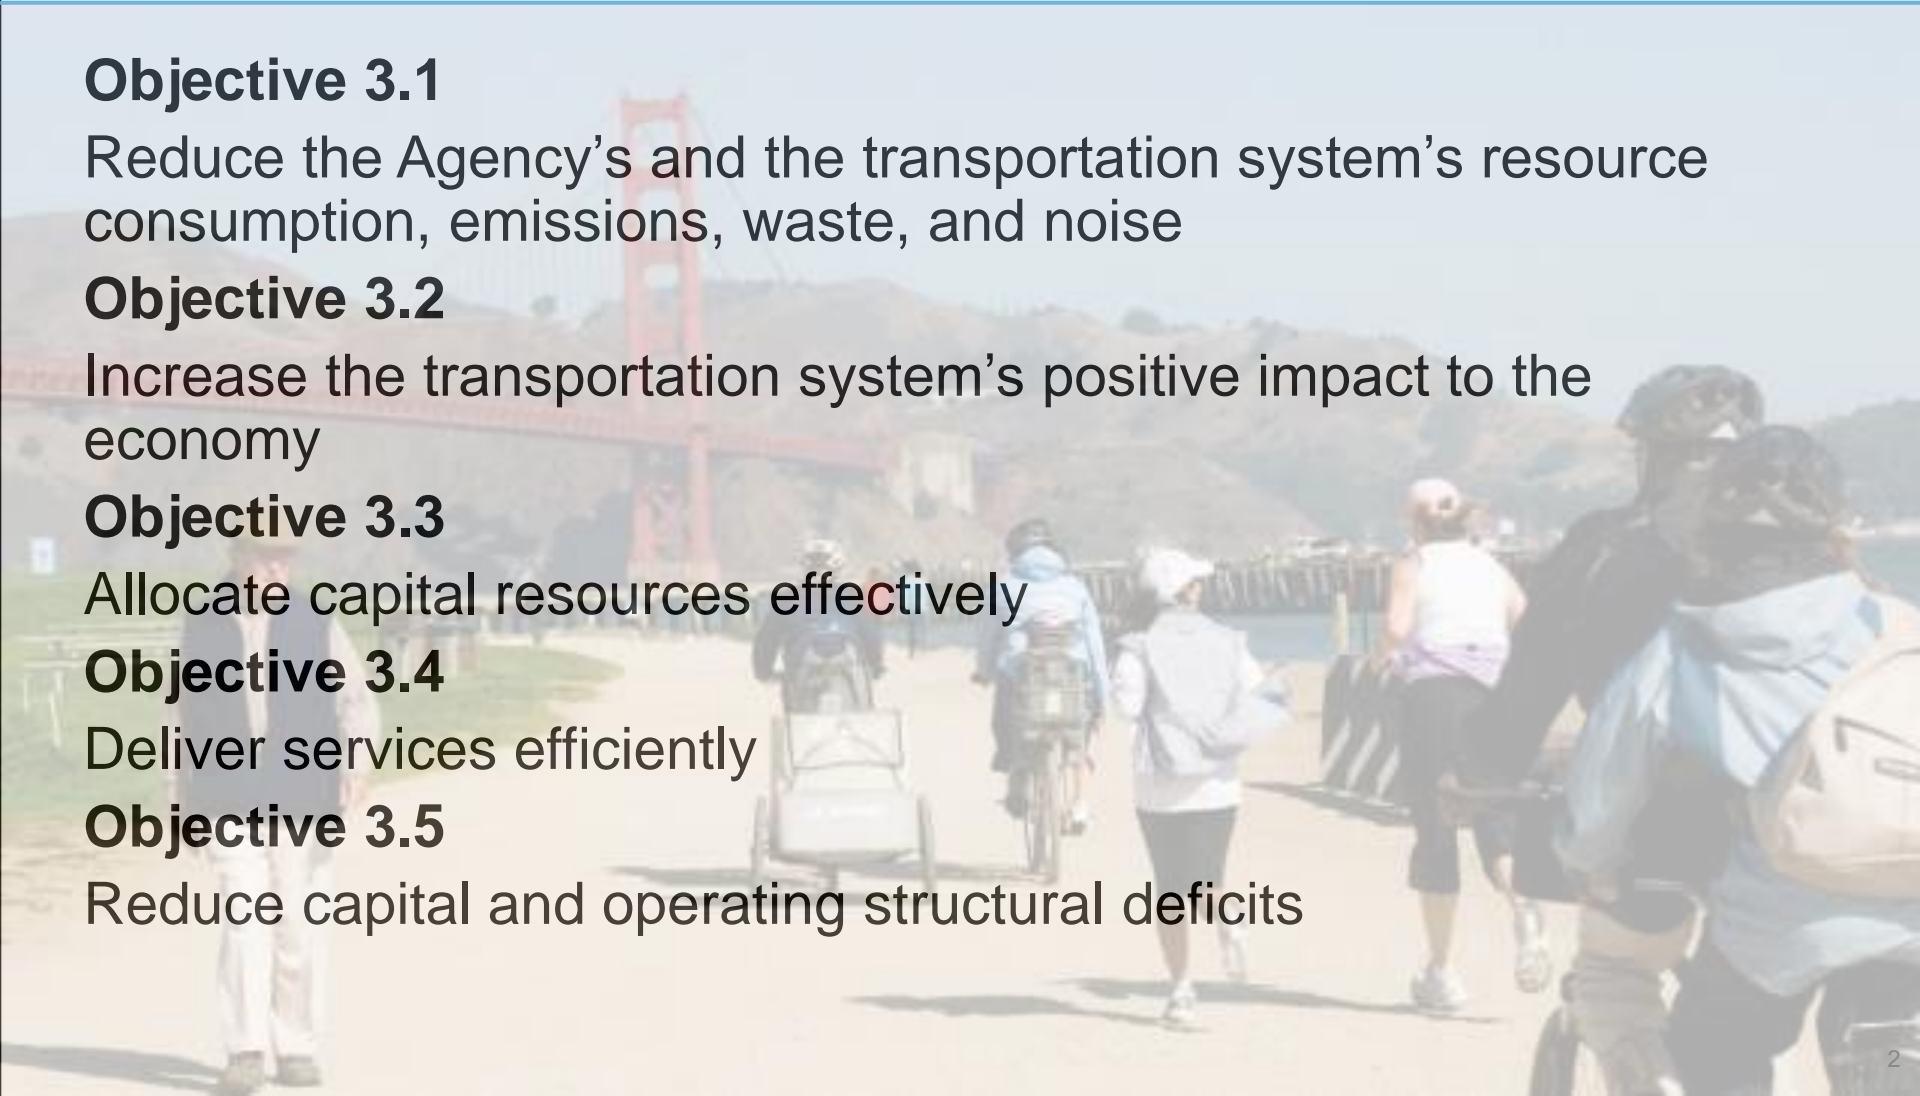 Objective 3.1
Reduce the Agency’s and the transportation system’s resource
consumption, emissions, waste, and noise
Objective 3.2
Increase the transportation system’s positive impact to the
economy
Objective 3.3
Allocate capital resources effectively
Objective 3.4
Deliver services efficiently
Objective 3.5
Reduce capital and operating structural deficits
2